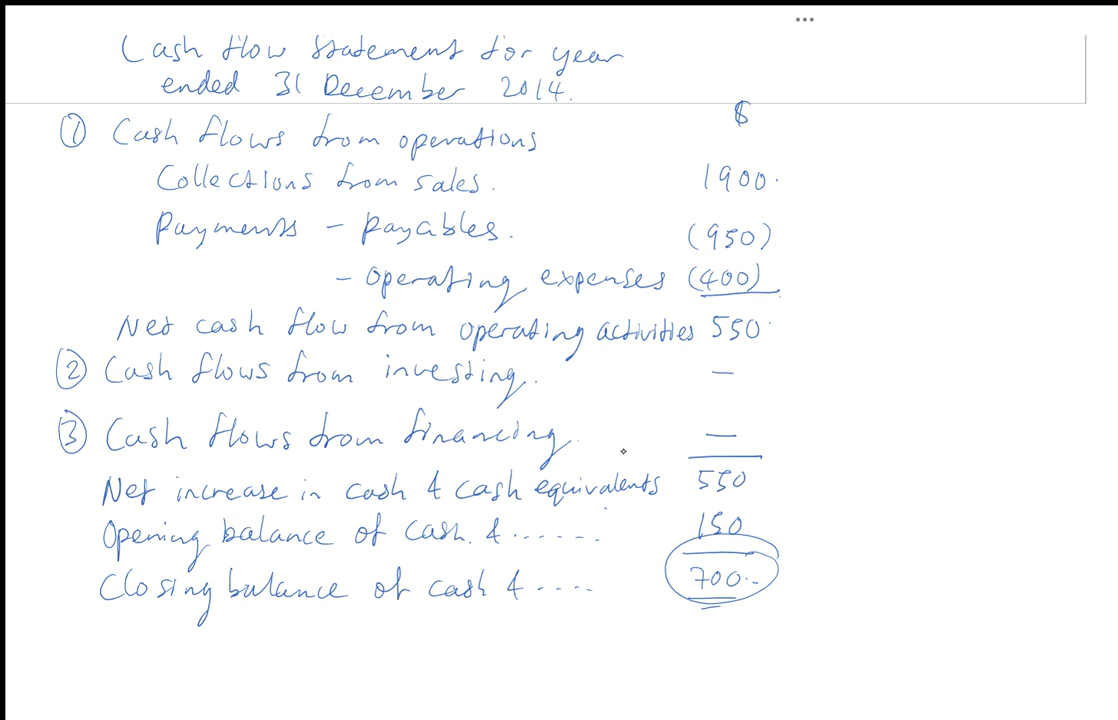 Cash flow statement for year
ended 31 December 2014.
$
① Cash flows from operations
Collections from sales. 1900.
Payments - payables. (950)
- operating expenses (400)
Net cash flow from operating activities 550.
② Cash flows from investing. —
③ Cash flows from financing. —
Net increase in cash & cash equivalents 550
Opening balance of cash. & ......
150
Closing balance of cash & ....
700.-